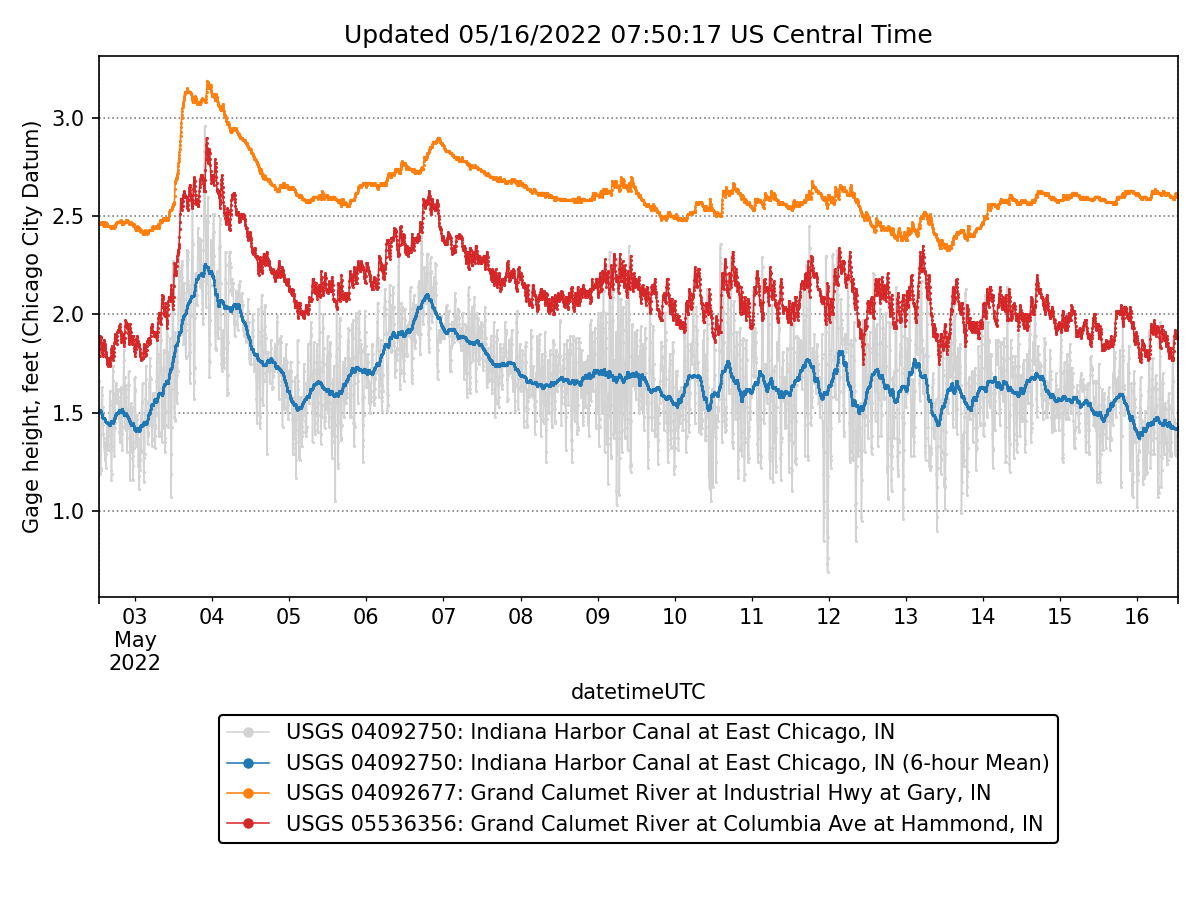 Updated 05/16/2022 07:50:17 US Central Time
Gage height, feet (Chicago City Datum)
3.0
2.5
2.0
1.5
1.0
03 04 05 06 07 08 09 10 11 12 13 14 15 16
May
2022
datetimeUTC
USGS 04092750: Indiana Harbor Canal at East Chicago, IN
USGS 04092750: Indiana Harbor Canal at East Chicago, IN (6-hour Mean)
USGS 04092677: Grand Calumet River at Industrial Hwy at Gary, IN
USGS 05536356: Grand Calumet River at Columbia Ave at Hammond, IN